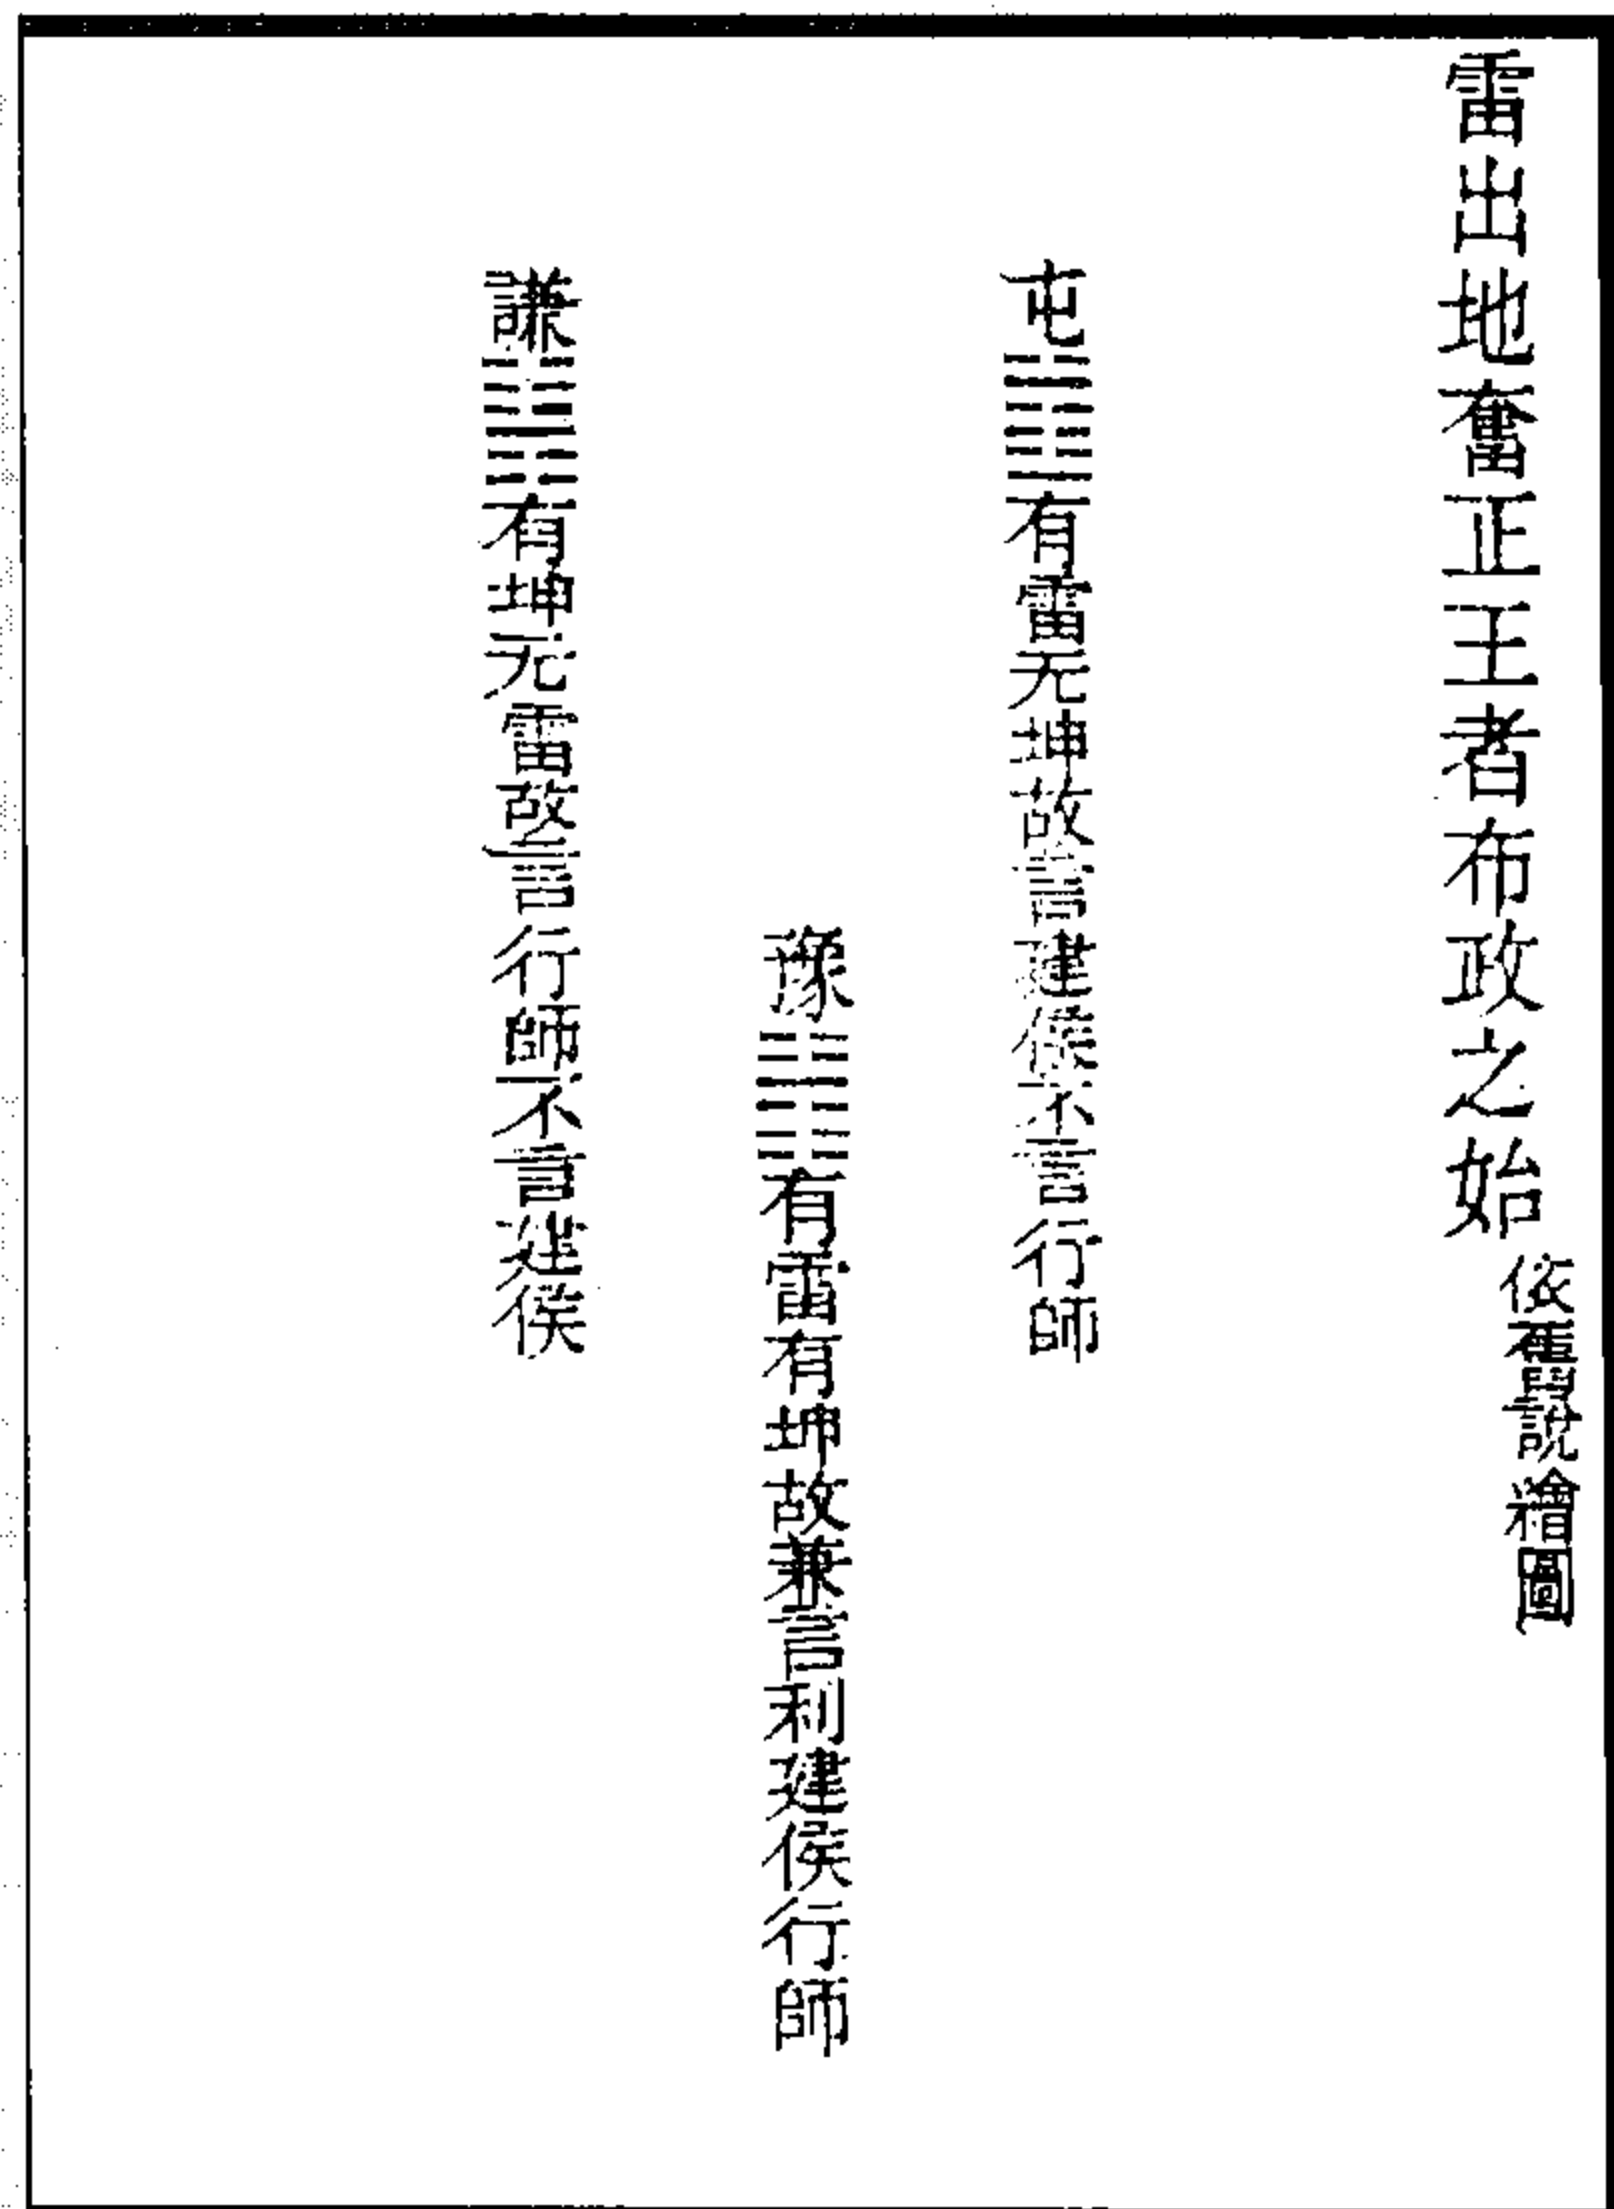 雷出地奮正王者布政之始
依說繪圖
屯䷂有雷无坤故言建侯不言行師
豫䷏有雷有坤故兼言利建侯行師
謙䷎有坤无雷故言行師不言建侯